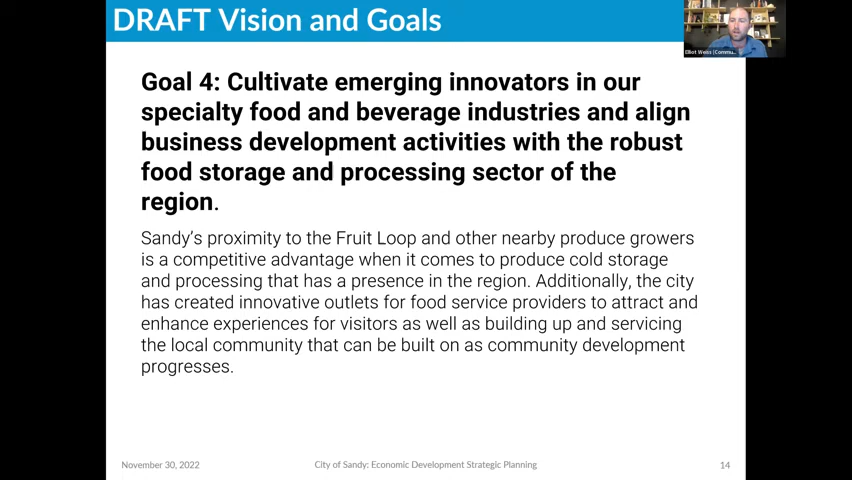 DRAFT Vision and Goals
Elliot Weiss (Commu...
Goal 4: Cultivate emerging innovators in our
specialty food and beverage industries and align
business development activities with the robust
food storage and processing sector of the
region.
Sandy's proximity to the Fruit Loop and other nearby produce growers
is a competitive advantage when it comes to produce cold storage
and processing that has a presence in the region. Additionally, the city
has created innovative outlets for food service providers to attract and
enhance experiences for visitors as well as building up and servicing
the local community that can be built on as community development
progresses.
November 30, 2022
City of Sandy: Economic Development Strategic Planning
14